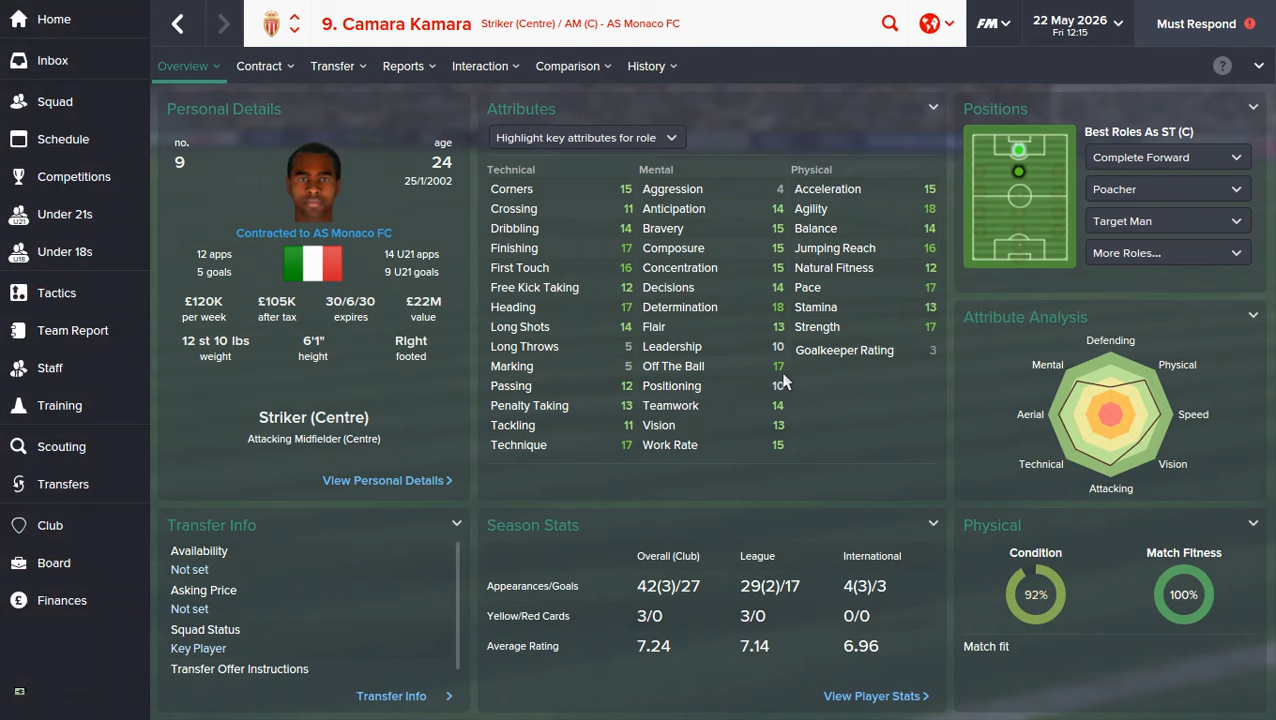 Home
Inbox
Squad
Schedule
Competitions
U21
Under 21s
U18
Under 18s
Tactics
Team Report
Staff
Training
Scouting
Transfers
Club
Board
£ Finances
9. Camara Kamara Striker (Centre) / AM (C) - AS Monaco FC
FM
22 May 2026
Fri 12:15
Must Respond !
Overview Contract Transfer Reports Interaction Comparison History ?
Personal Details
no.
9
age
24
25/1/2002
Contracted to AS Monaco FC
12 apps
5 goals
14 U21 apps
9 U21 goals
£120K £105K 30/6/30 £22M
per week after tax expires value
12 st 10 lbs 6'1" Right
weight height footed
Striker (Centre)
Attacking Midfielder (Centre)
View Personal Details >
Attributes
Highlight key attributes for role
Technical Mental Physical
Corners 15 Aggression 4 Acceleration 15
Crossing 11 Anticipation 14 Agility 18
Dribbling 14 Bravery 15 Balance 14
Finishing 17 Composure 15 Jumping Reach 16
First Touch 16 Concentration 15 Natural Fitness 12
Free Kick Taking 12 Decisions 14 Pace 17
Heading 17 Determination 18 Stamina 13
Long Shots 14 Flair 13 Strength 17
Long Throws 5 Leadership 10 Goalkeeper Rating 3
Marking 5 Off The Ball 17
Passing 12 Positioning 10
Penalty Taking 13 Teamwork 14
Tackling 11 Vision 13
Technique 17 Work Rate 15
Positions
Best Roles As ST (C)
Complete Forward
Poacher
Target Man
More Roles...
Attribute Analysis
Defending
Mental Physical
Aerial Speed
Technical Vision
Attacking
Transfer Info
Availability
Not set
Asking Price
Not set
Squad Status
Key Player
Transfer Offer Instructions
Transfer Info >
Season Stats
Overall (Club) League International
Appearances/Goals 42(3)/27 29(2)/17 4(3)/3
Yellow/Red Cards 3/0 3/0 0/0
Average Rating 7.24 7.14 6.96
View Player Stats >
Physical
Condition Match Fitness
92% 100%
Match fit